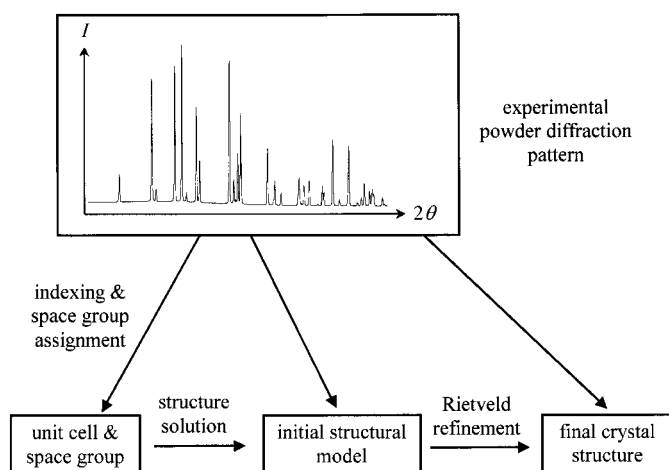 I
2θ
experimental
powder diffraction
pattern
indexing &
space group
assignment
structure
solution
Rietveld
refinement
unit cell &
space group
initial structural
model
final crystal
structure